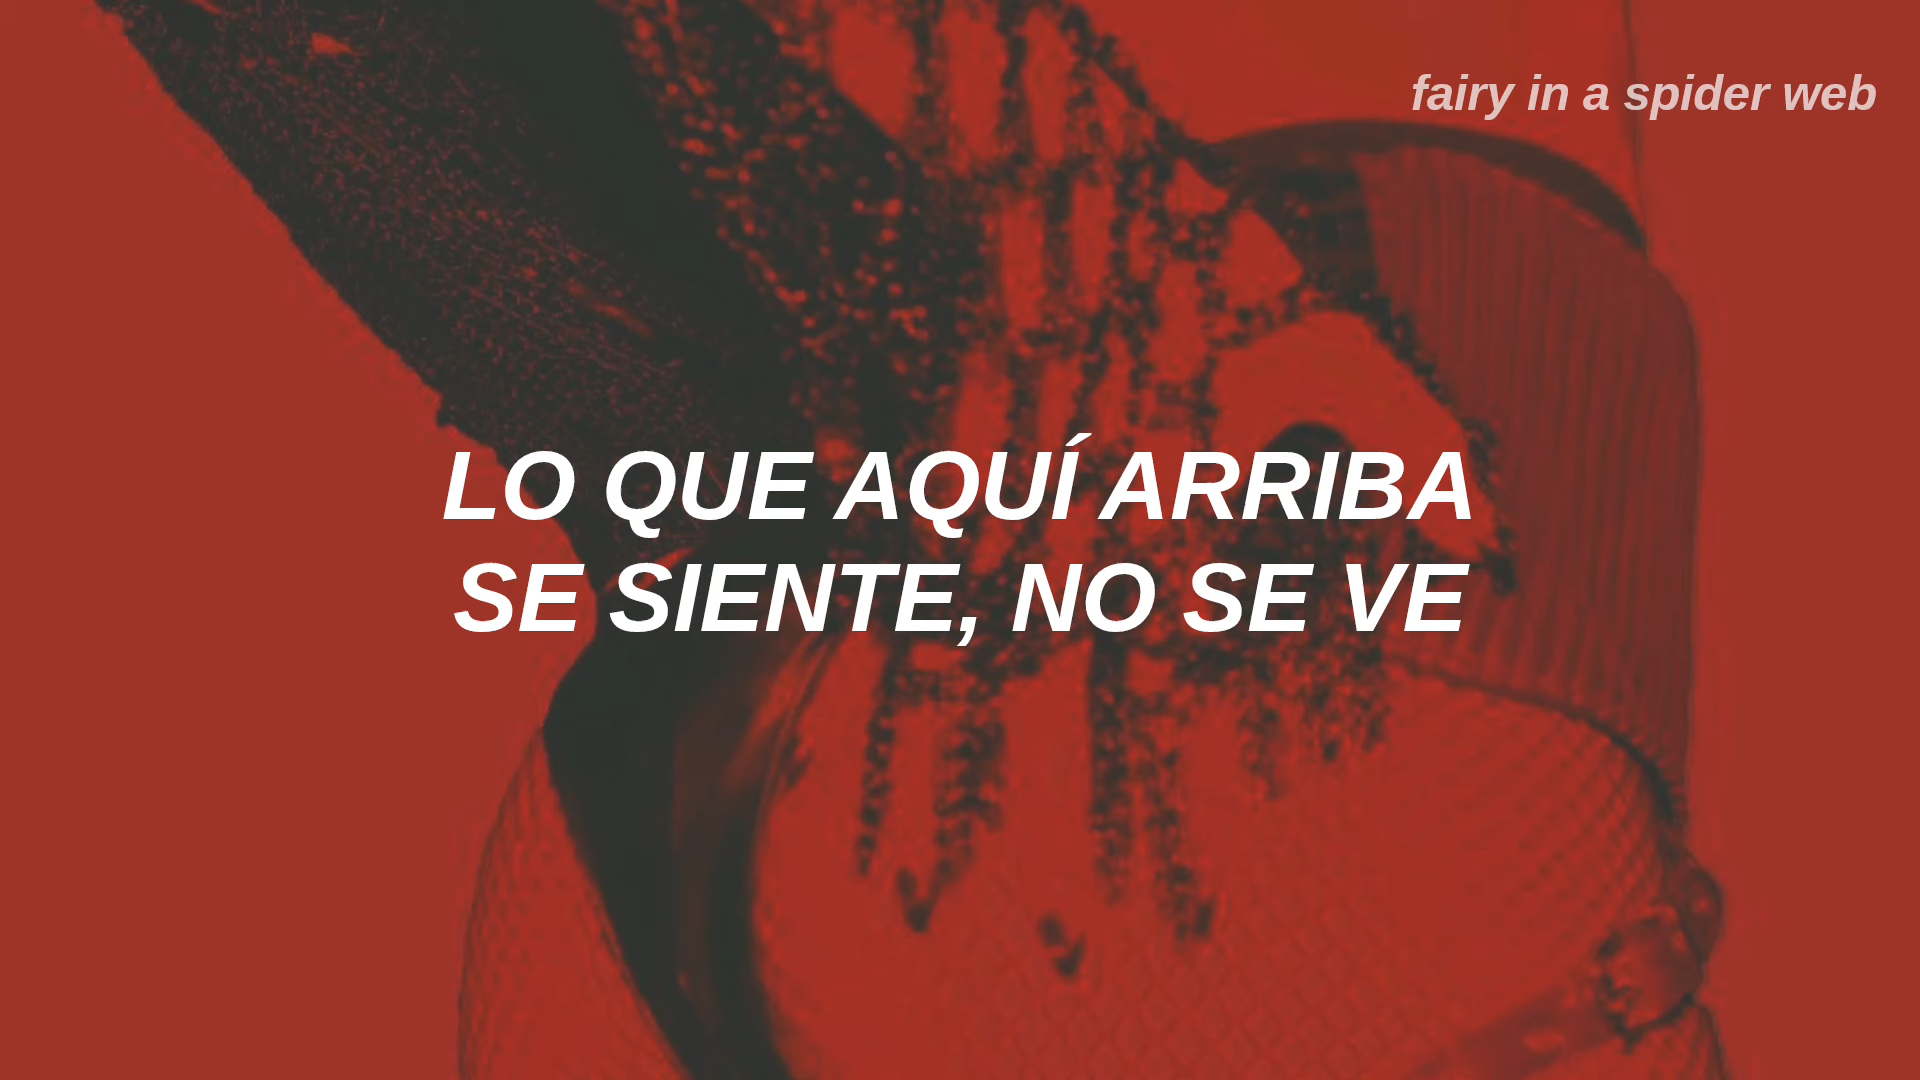 fairy in a spider web
LO QUE AQUÍ ARRIBA
SE SIENTE, NO SE VE